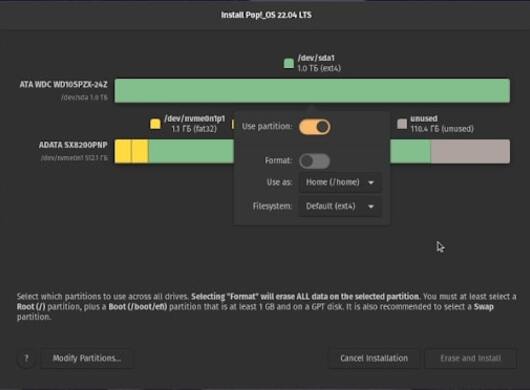 Install Pop!_OS 22.04 LTS
/dev/sda1
1.0 ТБ (ext4)
ATA WDC WD10SPZX-24Z
/dev/sda 1.0 ТБ
/dev/nvme0n1p1
1.1 ГБ (fat32)
unused
110.4 ГБ (unused)
ADATA SX8200PNP
/dev/nvme0n1 512.1 ГБ
Use partition:
Format:
Use as: Home (/home)
Filesystem: Default (ext4)
Select which partitions to use across all drives. Selecting "Format" will erase ALL data on the selected partition. You must at least select a
Root (/) partition, plus a Boot (/boot/efi) partition that is at least 1 GB and on a GPT disk. It is also recommended to select a Swap
partition.
?
Modify Partitions...
Cancel Installation
Erase and Install